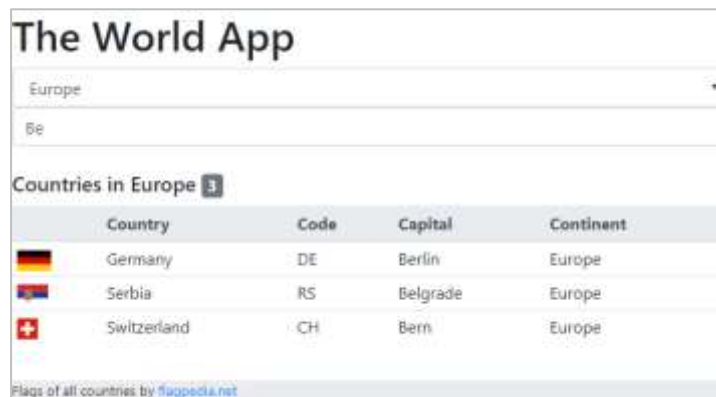 The World App
Europe
Be
Countries in Europe 3
Country Code Capital Continent
Germany DE Berlin Europe
Serbia RS Belgrade Europe
Switzerland CH Bern Europe
Flags of all countries by flagpedia.net